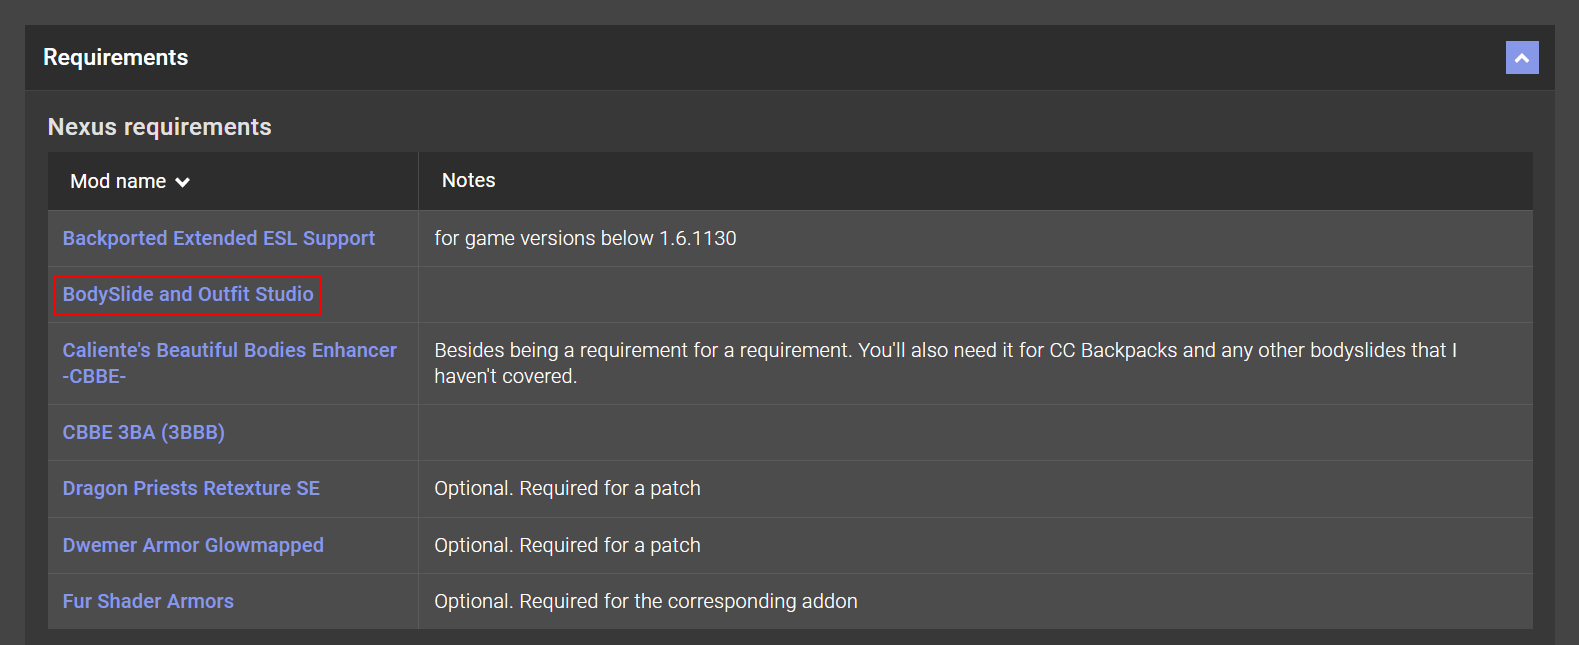 Requirements
Nexus requirements
Mod name
Notes
Backported Extended ESL Support
for game versions below 1.6.1130
BodySlide and Outfit Studio
Caliente's Beautiful Bodies Enhancer
-CBBE-
Besides being a requirement for a requirement. You'll also need it for CC Backpacks and any other bodyslides that I
haven't covered.
CBBE 3BA (3BBB)
Dragon Priests Retexture SE
Optional. Required for a patch
Dwemer Armor Glowmapped
Optional. Required for a patch
Fur Shader Armors
Optional. Required for the corresponding addon